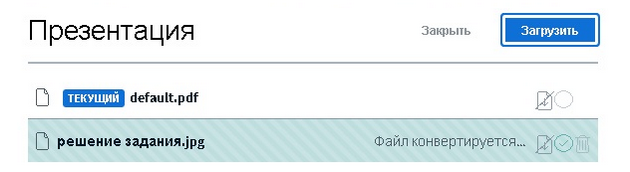 Презентация
Закрыть
Загрузить
ТЕКУЩИЙ default.pdf
решение задания.jpg Файл конвертируется...